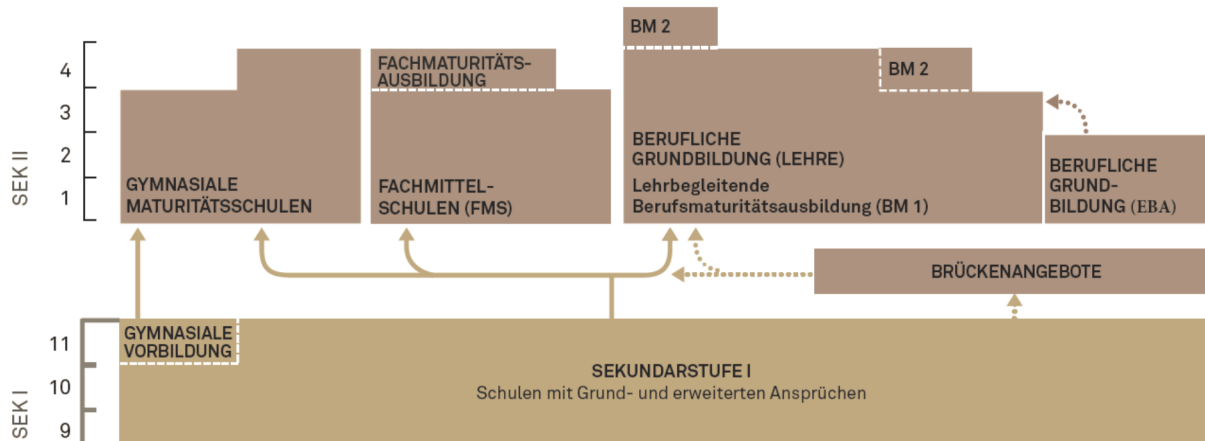 BM 2
4
FACHMATURITÄTS-
AUSBILDUNG
BM 2
3
SEK II
2
BERUFLICHE
GRUNDBILDUNG (LEHRE)
BERUFLICHE
GRUND-
BILDUNG (EBA)
1
GYMNASIALE
MATURITÄTSSCHULEN
FACHMITTEL-
SCHULEN (FMS)
Lehrbegleitende
Berufsmaturitätsausbildung (BM 1)
BRÜCKENANGEBOTE
11
GYMNASIALE
VORBILDUNG
SEK I
10
SEKUNDARSTUFE I
Schulen mit Grund- und erweiterten Ansprüchen
9